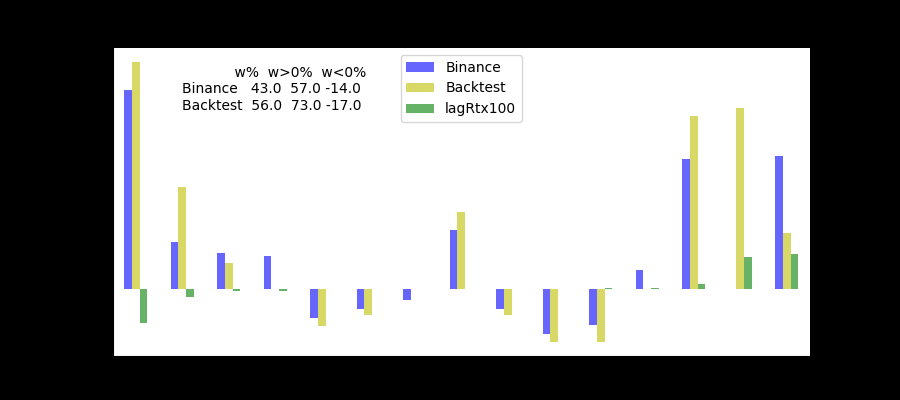 w% w>0% w<0%
Binance 43.0 57.0 -14.0
Backtest 56.0 73.0 -17.0
Binance
Backtest
lagRtx100